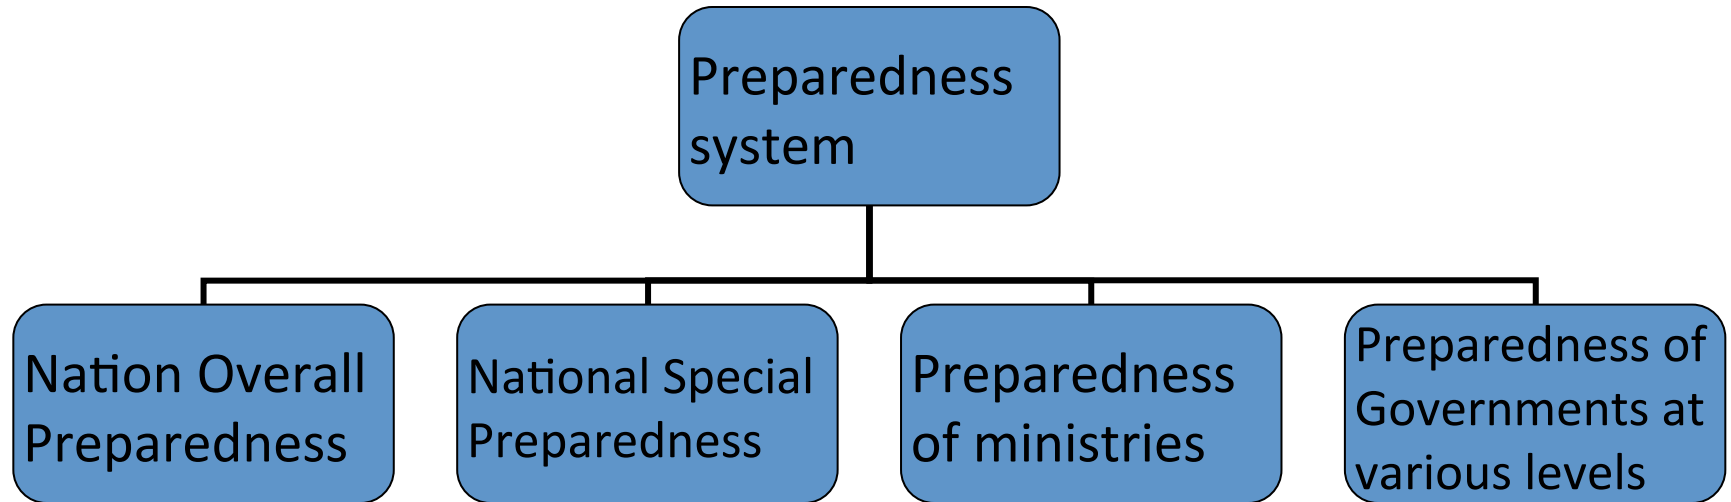 Preparedness
system
Nation Overall
Preparedness
National Special
Preparedness
Preparedness
of ministries
Preparedness of
Governments at
various levels